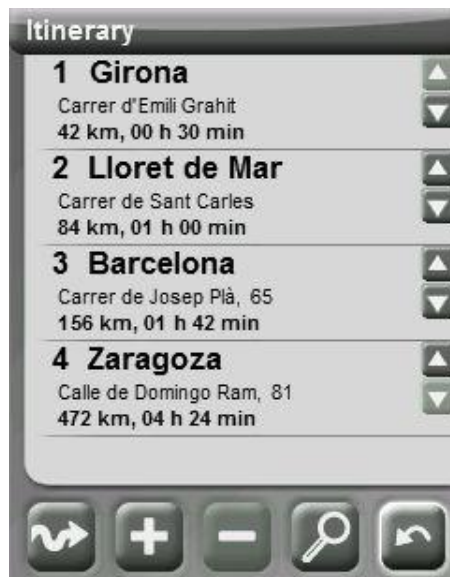 Itinerary
1 Girona
Carrer d'Emili Grahit
42 km, 00 h 30 min
2 Lloret de Mar
Carrer de Sant Carles
84 km, 01 h 00 min
3 Barcelona
Carrer de Josep Plà, 65
156 km, 01 h 42 min
4 Zaragoza
Calle de Domingo Ram, 81
472 km, 04 h 24 min